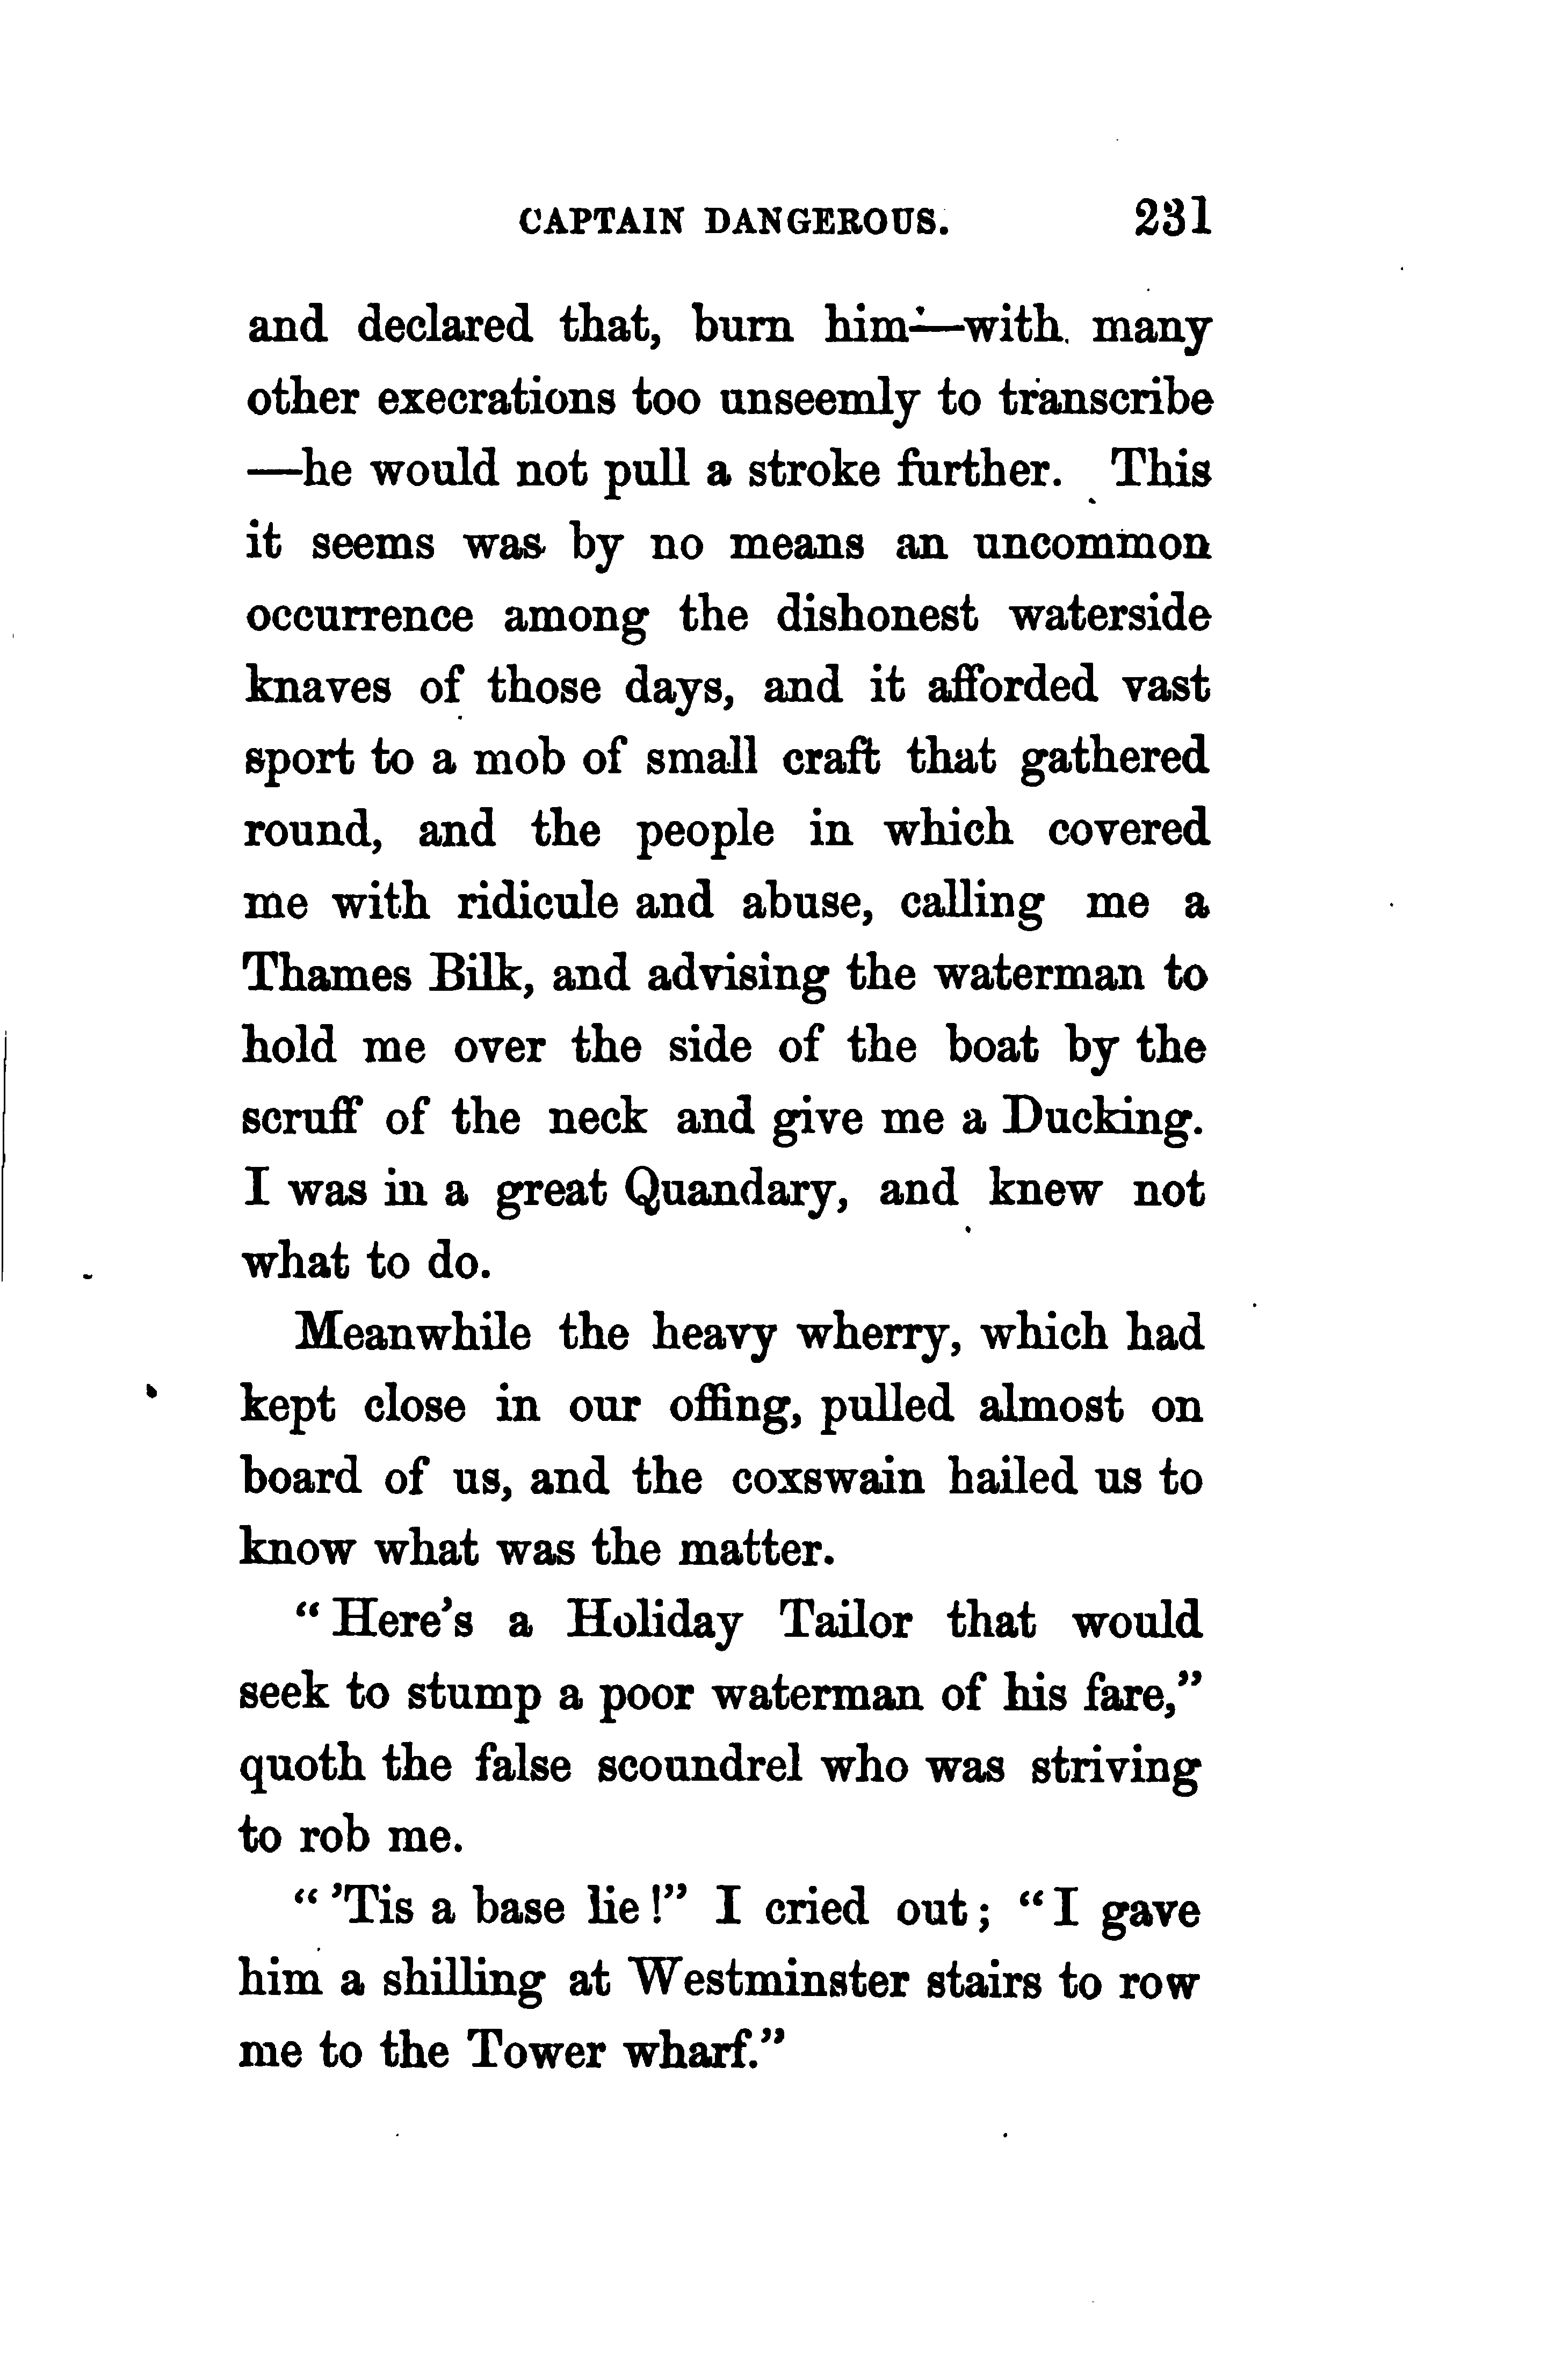 CAPTAIN DANGEROUS. 231
and declared that, burn him—with many
other execrations too unseemly to transcribe
—he would not pull a stroke further. This
it seems was by no means an uncommon
occurrence among the dishonest waterside
knaves of those days, and it afforded vast
sport to a mob of small craft that gathered
round, and the people in which covered
me with ridicule and abuse, calling me a
Thames Bilk, and advising the waterman to
hold me over the side of the boat by the
scruff of the neck and give me a Ducking.
I was in a great Quandary, and knew not
what to do.
Meanwhile the heavy wherry, which had
kept close in our offing, pulled almost on
board of us, and the coxswain hailed us to
know what was the matter.
“Here’s a Holiday Tailor that would
seek to stump a poor waterman of his fare,”
quoth the false scoundrel who was striving
to rob me.
“’Tis a base lie!” I cried out; “I gave
him a shilling at Westminster stairs to row
me to the Tower wharf.”